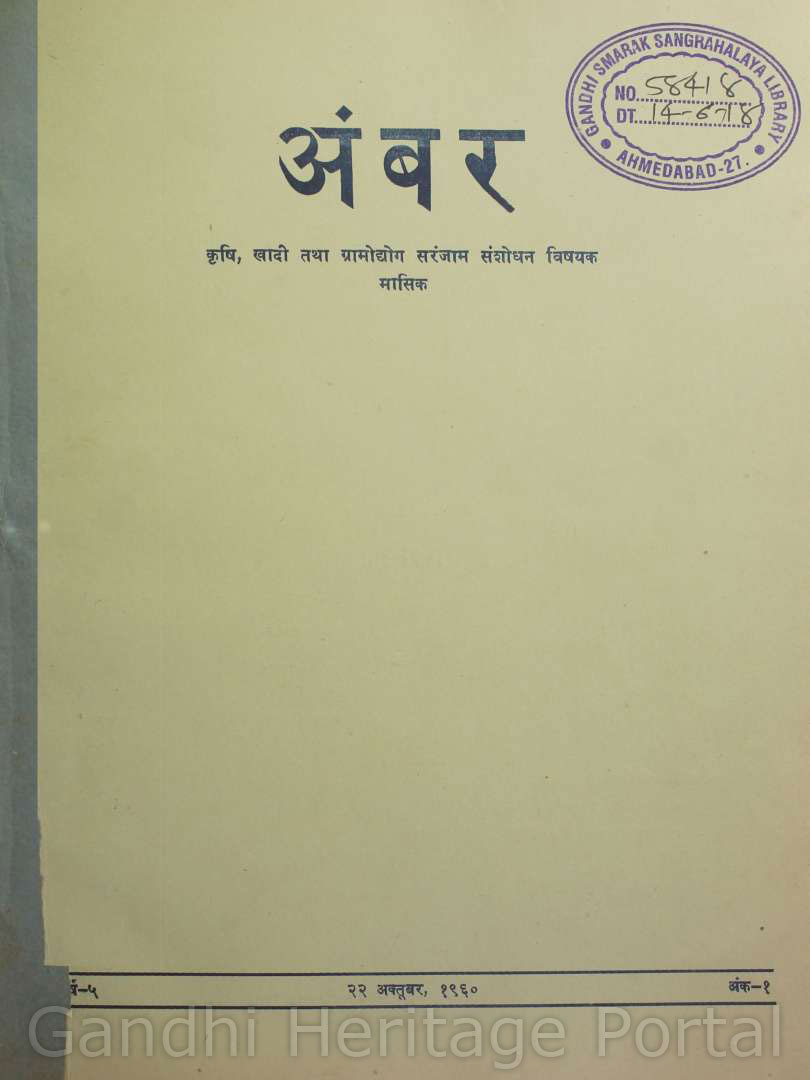 GANDHI SMARAK SANGRAHALAYA LIBRARY
NO. 58418
DT. 14-6-18
AHMEDABAD-27.
अंबर
कृषि, खादी तथा ग्रामोद्योग सरंजाम संशोधन विषयक
मासिक
र्ष-५ २२ अक्तूबर, १९६० अंक-१
Gandhi Heritage Portal